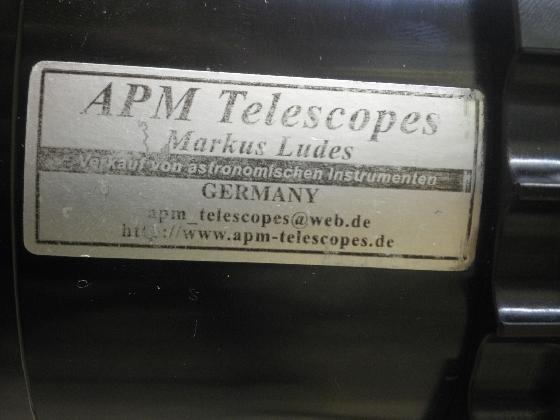 APM Telescopes
Markus Ludes
Verkauf von astronomischen Instrumenten
GERMANY
apm_telescopes@web.de
http://www.apm-telescopes.de